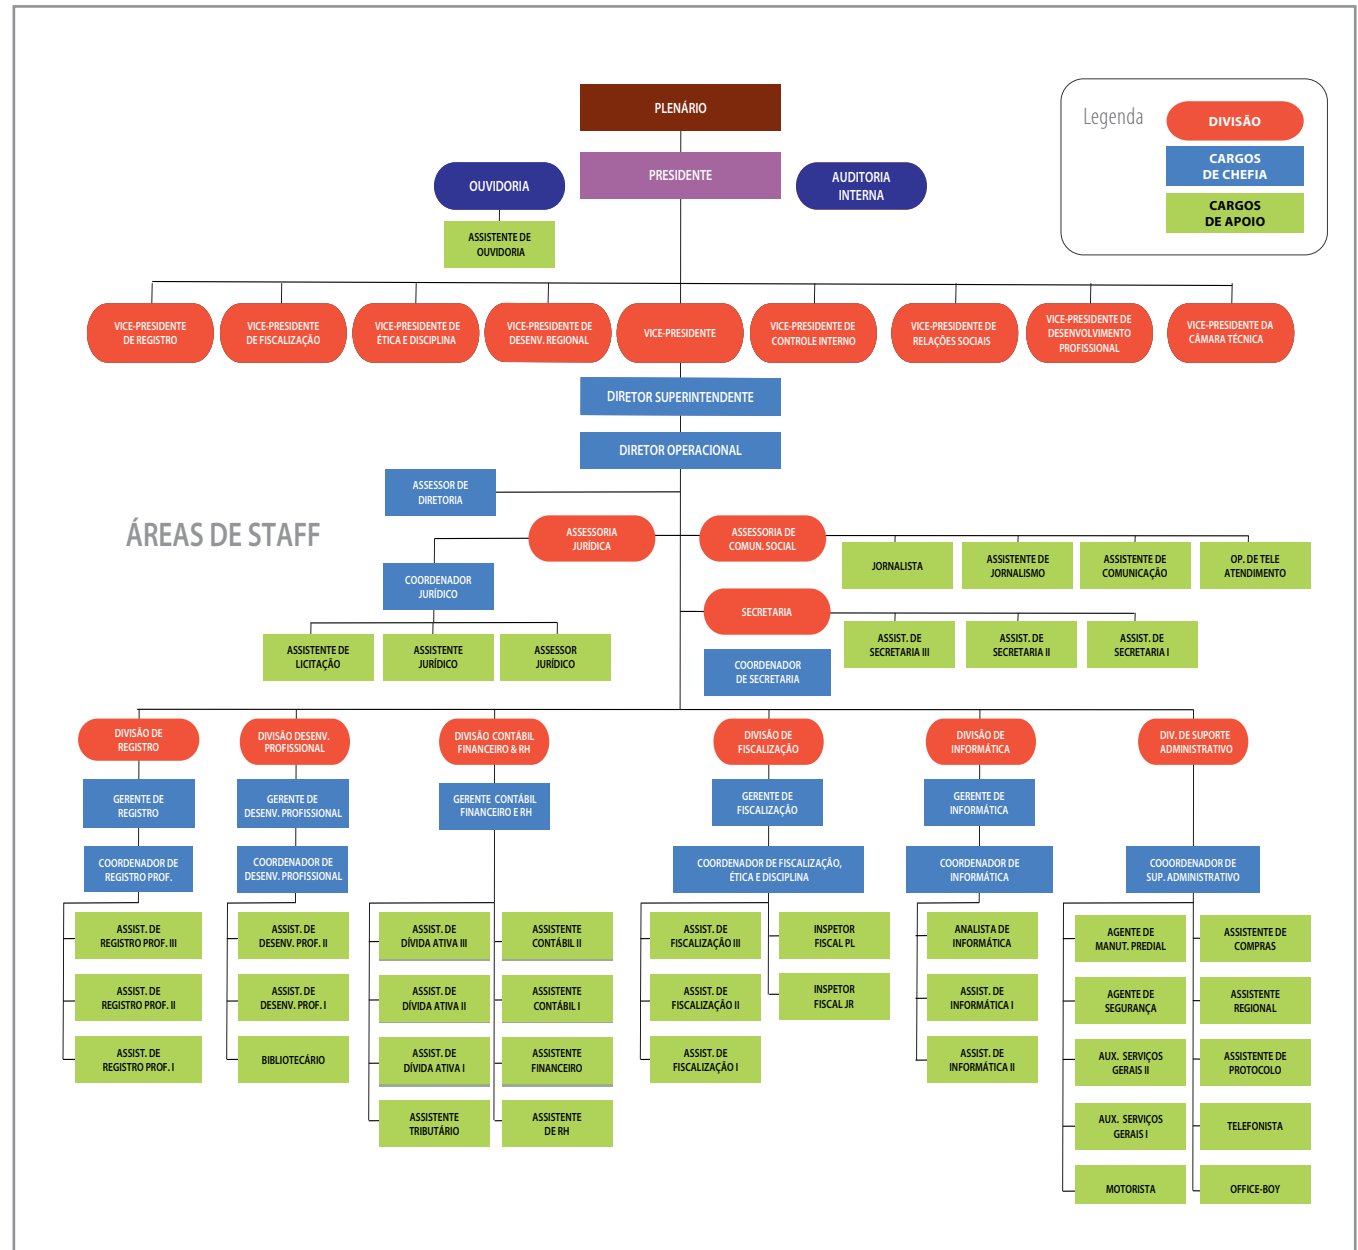 PLENÁRIO
Legenda
DIVISÃO
CARGOS
DE CHEFIA
CARGOS
DE APOIO
PRESIDENTE
OUVIDORIA
AUDITORIA
INTERNA
ASSISTENTE DE
OUVIDORIA
VICE-PRESIDENTE
DE REGISTRO
VICE-PRESIDENTE
DE FISCALIZAÇÃO
VICE-PRESIDENTE DE
ÉTICA E DISCIPLINA
VICE-PRESIDENTE DE
DESENV. REGIONAL
VICE-PRESIDENTE
VICE-PRESIDENTE DE
CONTROLE INTERNO
VICE-PRESIDENTE DE
RELAÇÕES SOCIAIS
VICE-PRESIDENTE DE
DESENVOLVIMENTO
PROFISSIONAL
VICE-PRESIDENTE DA
CÂMARA TÉCNICA
DIRETOR SUPERINTENDENTE
DIRETOR OPERACIONAL
ASSESSOR DE
DIRETORIA
ÁREAS DE STAFF
ASSESSORIA
JURÍDICA
ASSESSORIA DE
COMUN. SOCIAL
JORNALISTA
ASSISTENTE DE
JORNALISMO
ASSISTENTE DE
COMUNICAÇÃO
OP. DE TELE
ATENDIMENTO
COORDENADOR
JURÍDICO
SECRETARIA
ASSISTENTE DE
LICITAÇÃO
ASSISTENTE
JURÍDICO
ASSESSOR
JURÍDICO
COORDENADOR
DE SECRETARIA
ASSIST. DE
SECRETARIA III
ASSIST. DE
SECRETARIA II
ASSIST. DE
SECRETARIA I
DIVISÃO DE
REGISTRO
DIVISÃO DESENV.
PROFISSIONAL
DIVISÃO CONTÁBIL
FINANCEIRO & RH
DIVISÃO DE
FISCALIZAÇÃO
DIVISÃO DE
INFORMÁTICA
DIV. DE SUPORTE
ADMINISTRATIVO
GERENTE DE
REGISTRO
GERENTE DE
DESENV. PROFISSIONAL
GERENTE CONTÁBIL
FINANCEIRO E RH
GERENTE DE
FISCALIZAÇÃO
GERENTE DE
INFORMÁTICA
COORDENADOR DE
REGISTRO PROF.
COORDENADOR DE
DESENV. PROFISSIONAL
COORDENADOR DE FISCALIZAÇÃO,
ÉTICA E DISCIPLINA
COORDENADOR DE
INFORMÁTICA
COOORDENADOR DE
SUP. ADMINISTRATIVO
ASSIST. DE
REGISTRO PROF. III
ASSIST. DE
REGISTRO PROF. II
ASSIST. DE
REGISTRO PROF. I
ASSIST. DE
DESENV. PROF. II
ASSIST. DE
DESENV. PROF. I
BIBLIOTECÁRIO
ASSIST. DE
DÍVIDA ATIVA III
ASSIST. DE
DÍVIDA ATIVA II
ASSIST. DE
DÍVIDA ATIVA I
ASSISTENTE
TRIBUTÁRIO
ASSISTENTE
CONTÁBIL II
ASSISTENTE
CONTÁBIL I
ASSISTENTE
FINANCEIRO
ASSISTENTE
DE RH
ASSIST. DE
FISCALIZAÇÃO III
ASSIST. DE
FISCALIZAÇÃO II
ASSIST. DE
FISCALIZAÇÃO I
INSPETOR
FISCAL PL
INSPETOR
FISCAL JR
ANALISTA DE
INFORMÁTICA
ASSIST. DE
INFORMÁTICA I
ASSIST. DE
INFORMÁTICA II
AGENTE DE
MANUT. PREDIAL
AGENTE DE
SEGURANÇA
AUX. SERVIÇOS
GERAIS II
AUX. SERVIÇOS
GERAIS I
MOTORISTA
ASSISTENTE DE
COMPRAS
ASSISTENTE
REGIONAL
ASSISTENTE DE
PROTOCOLO
TELEFONISTA
OFFICE-BOY